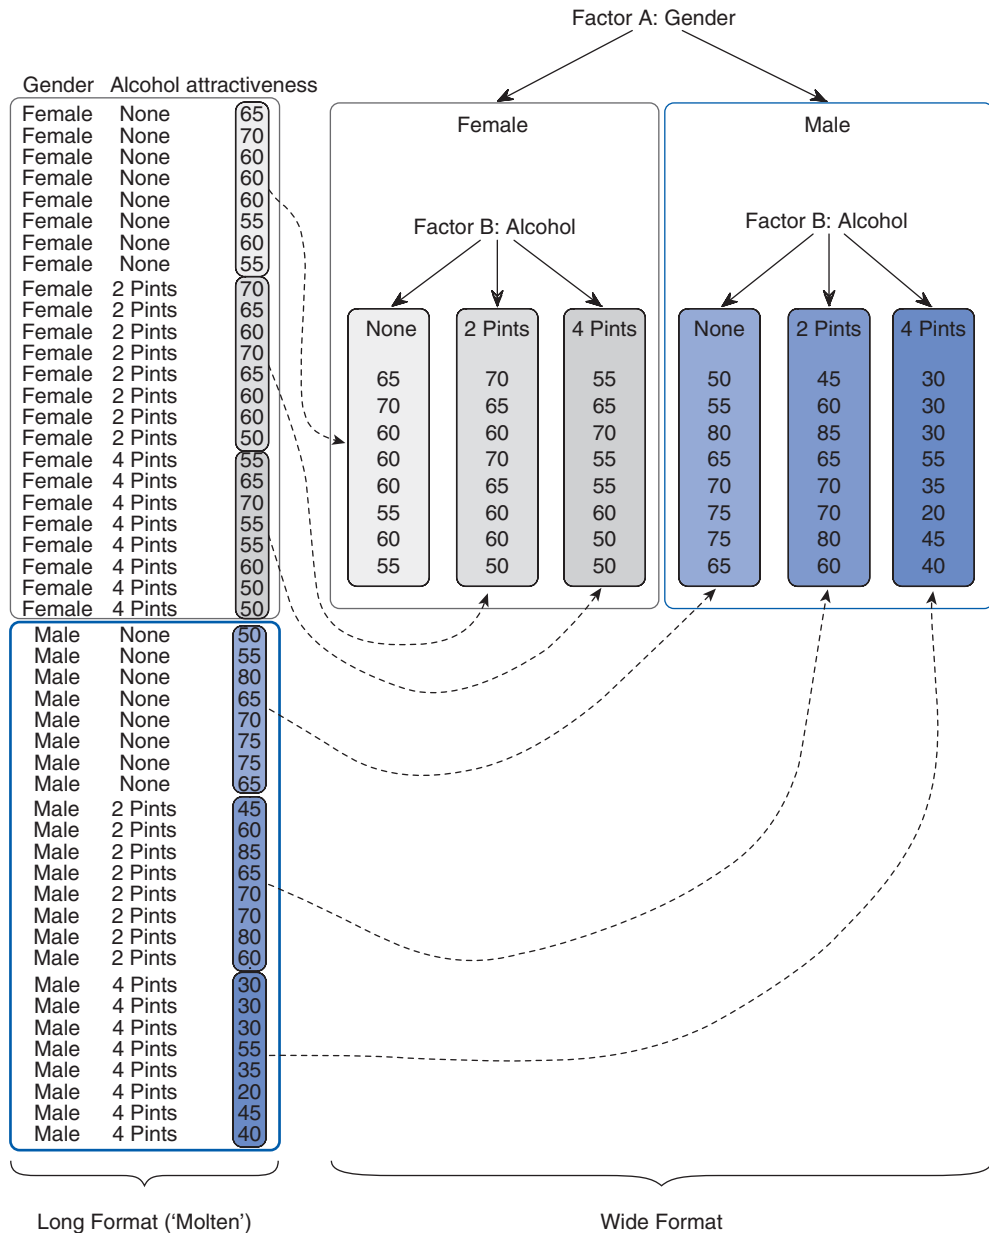 Factor A: Gender
Gender Alcohol attractiveness
Female None 65
Female None 70
Female None 60
Female None 60
Female None 60
Female None 55
Female None 60
Female None 55
Female 2 Pints 70
Female 2 Pints 65
Female 2 Pints 60
Female 2 Pints 70
Female 2 Pints 65
Female 2 Pints 60
Female 2 Pints 60
Female 2 Pints 50
Female 4 Pints 55
Female 4 Pints 65
Female 4 Pints 70
Female 4 Pints 55
Female 4 Pints 55
Female 4 Pints 60
Female 4 Pints 50
Female 4 Pints 50
Male None 50
Male None 55
Male None 80
Male None 65
Male None 70
Male None 75
Male None 75
Male None 65
Male 2 Pints 45
Male 2 Pints 60
Male 2 Pints 85
Male 2 Pints 65
Male 2 Pints 70
Male 2 Pints 70
Male 2 Pints 80
Male 2 Pints 60
Male 4 Pints 30
Male 4 Pints 30
Male 4 Pints 30
Male 4 Pints 55
Male 4 Pints 35
Male 4 Pints 20
Male 4 Pints 45
Male 4 Pints 40
Long Format ('Molten')
Female
Factor B: Alcohol
None 2 Pints 4 Pints
65 70 55
70 65 65
60 60 70
60 70 55
60 65 55
55 60 60
60 60 50
55 50 50
Male
Factor B: Alcohol
None 2 Pints 4 Pints
50 45 30
55 60 30
80 85 30
65 65 55
70 70 35
75 70 20
75 80 45
65 60 40
Wide Format